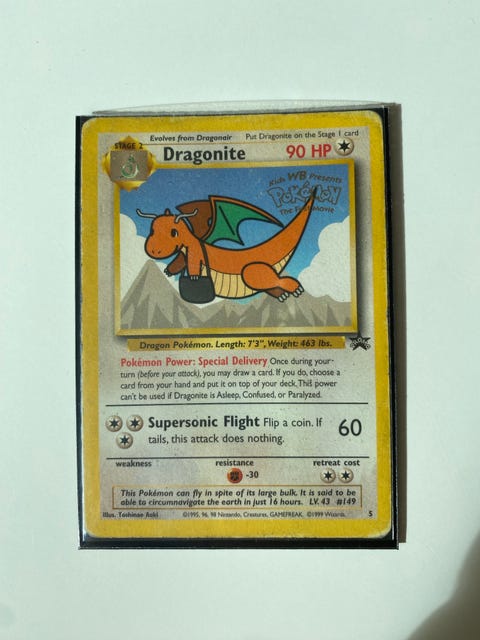 Evolves from Dragonair Put Dragonite on the Stage 1 card
STAGE 2 Dragonite 90 HP
Kids WB Presents
POKéMON
The First Movie
Dragon Pokémon. Length: 7'3", Weight: 463 lbs.
Pokémon Power: Special Delivery Once during your
turn (before your attack), you may draw a card. If you do, choose a
card from your hand and put it on top of your deck. This power
can't be used if Dragonite is Asleep, Confused, or Paralyzed.
Supersonic Flight Flip a coin. If
tails, this attack does nothing. 60
weakness resistance retreat cost
-30
This Pokémon can fly in spite of its large bulk. It is said to be
able to circumnavigate the earth in just 16 hours. LV. 43 #149
Illus. Toshinao Aoki ©1995, 96, 98 Nintendo, Creatures, GAMEFREAK. ©1999 Wizards. 5